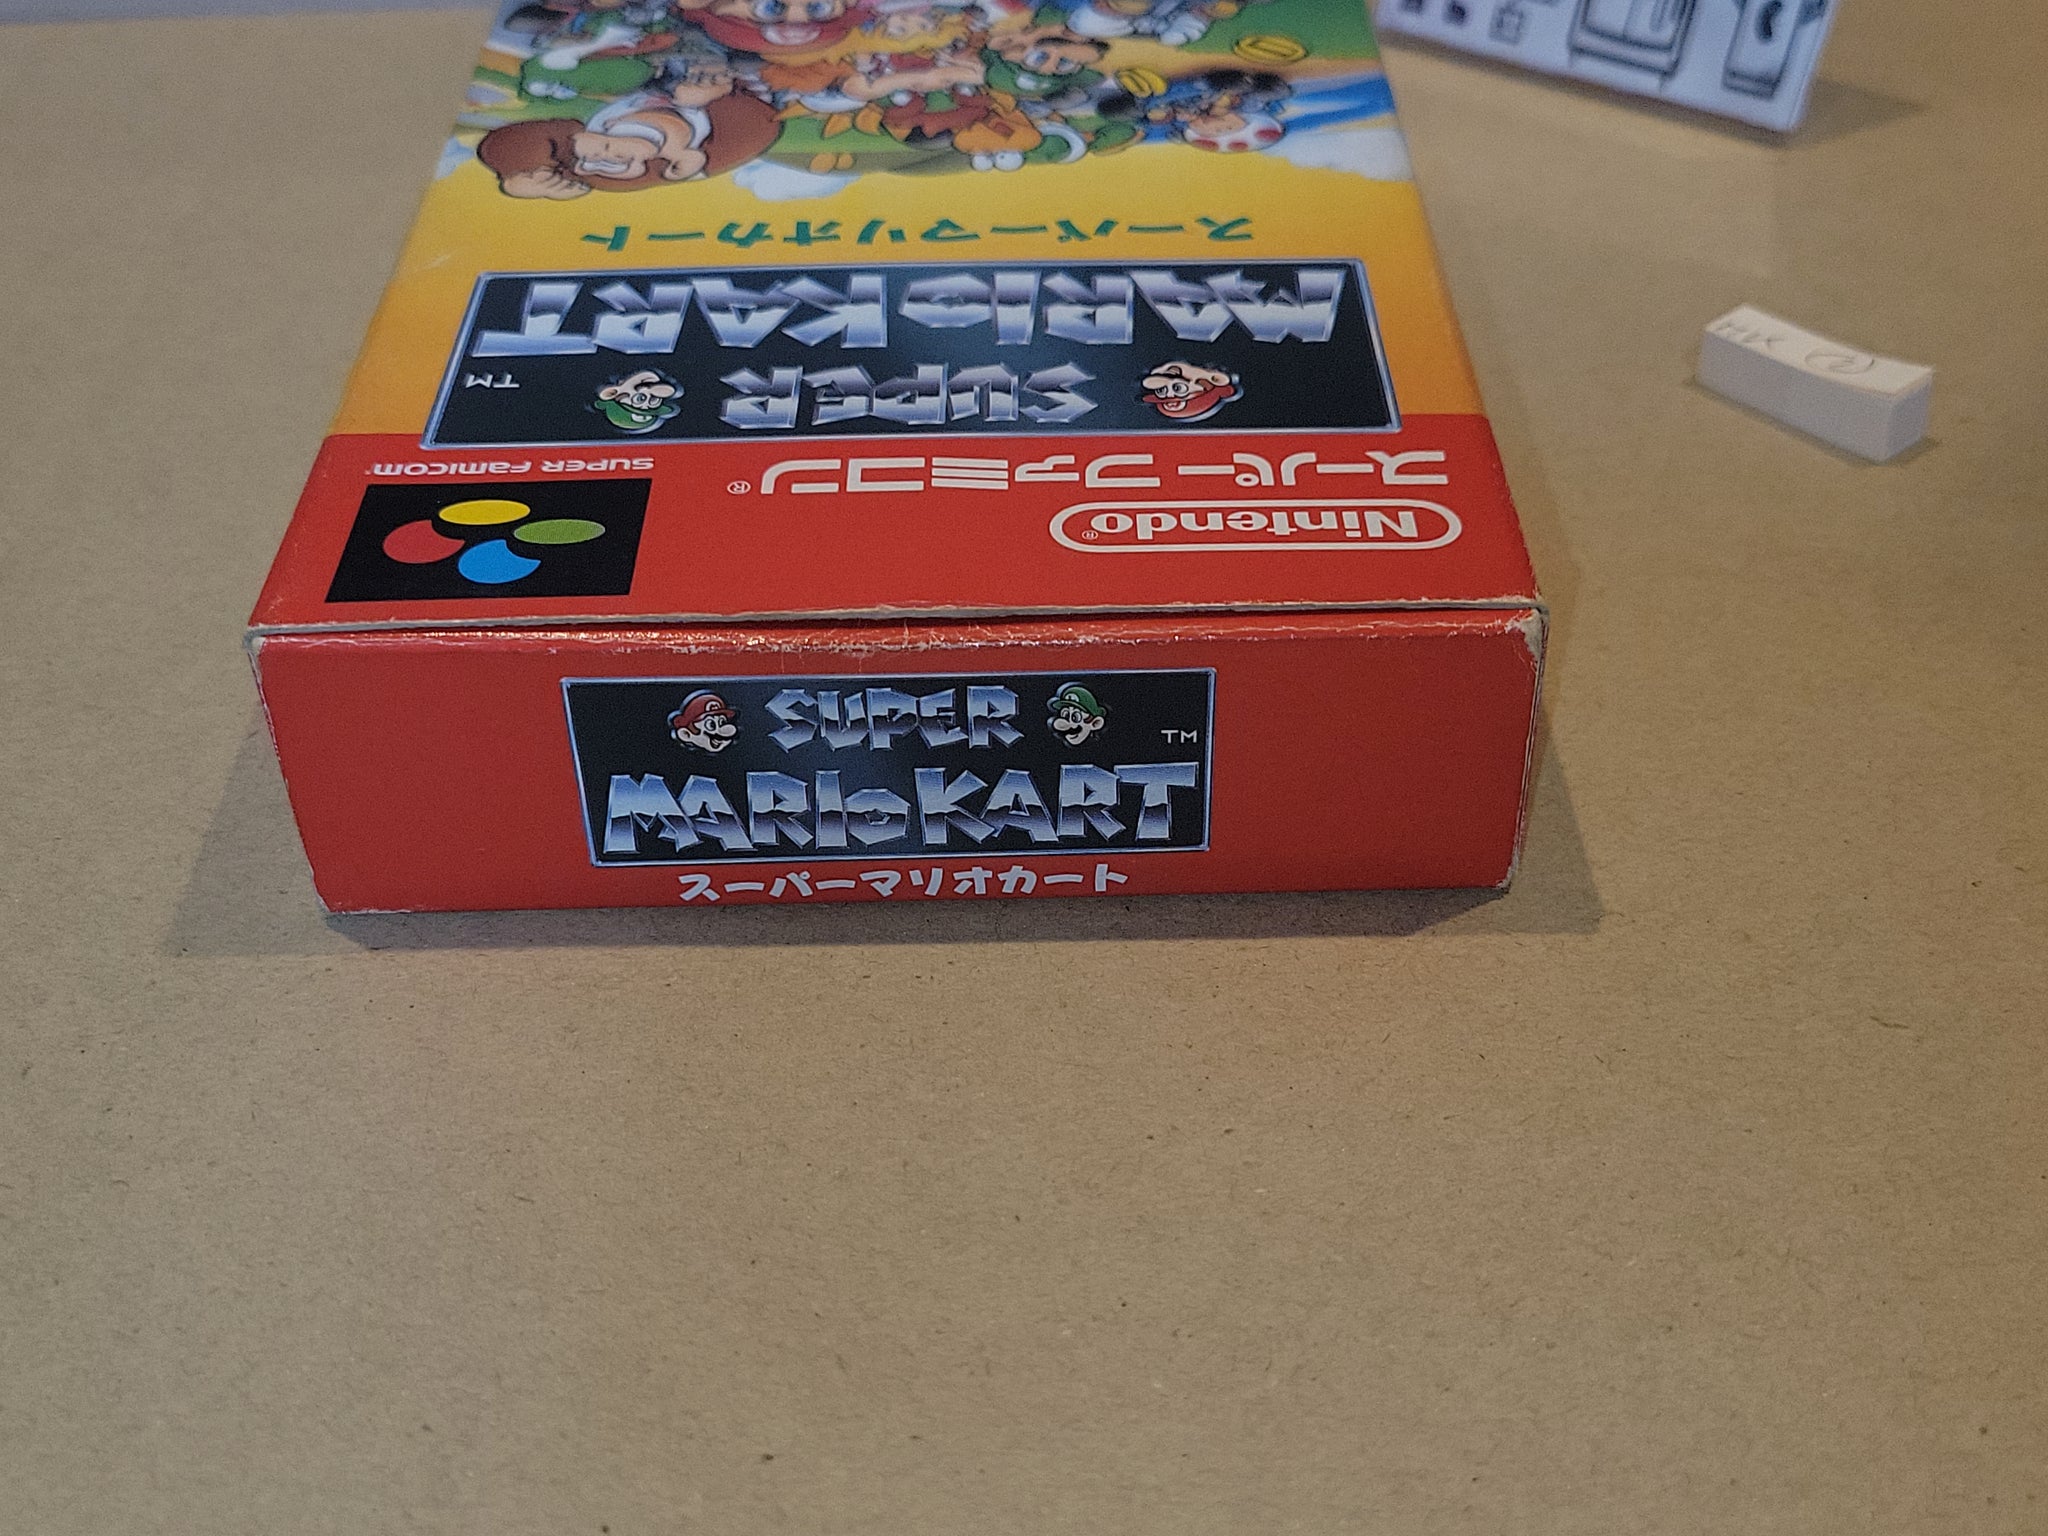 スーパーマリオカート
MARIO KART
SUPER
TM
SUPER FAMICOM
スーパーファミコン®
Nintendo®
SUPER
MARIO KART
TM
スーパーマリオカート